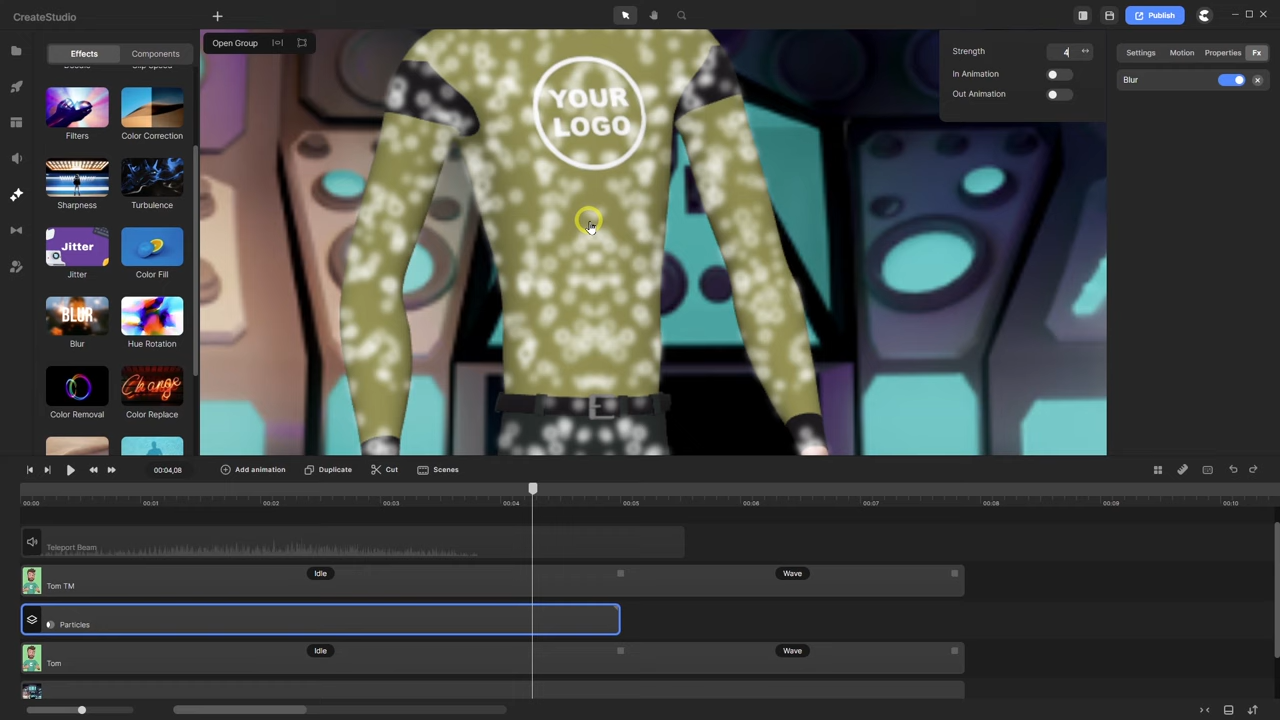 CreateStudio
Publish
Effects
Components
Open Group
Strength
4
Settings
Motion
Properties
Fx
In Animation
Out Animation
Blur
Filters
Color Correction
Sharpness
Turbulence
Jitter
Jitter
Color Fill
BLUR
Blur
Hue Rotation
Change
Color Removal
Color Replace
YOUR
LOGO
E
00:04,08
Add animation
Duplicate
Cut
Scenes
00:00
00:01
00:02
00:03
00:04
00:05
00:06
00:07
00:08
00:09
00:10
Teleport Beam
Idle
Wave
Tom TM
Particles
Idle
Wave
Tom